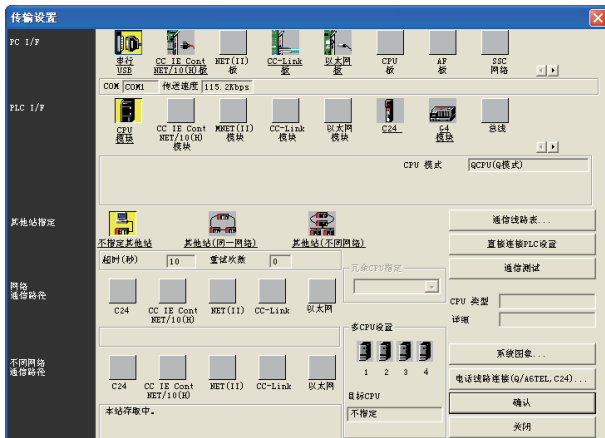 传输设置
PC I/F
串行
USB
CC IE Cont
NET/10(H)板
NET(II)
板
CC-Link
板
以太网
板
CPU
板
AF
板
SSC
网络
COM COM1 传送速度 115.2Kbps
PLC I/F
CPU
模块
CC IE Cont
NET/10(H)
模块
MNET(II)
模块
CC-Link
模块
以太网
模块
C24
G4
模块
总线
CPU 模式 QCPU(Q模式)
其他站指定
不指定其他站
其他站(同一网络)
其他站(不同网络)
通信线路表...
直接连接PLC设置
超时(秒) 10 重试次数 0
冗余CPU指定
通信测试
网络
通信路径
C24
CC IE Cont
NET/10(H)
NET(II)
CC-Link
以太网
CPU 类型
详细
多CPU设置
1 2 3 4
系统图象...
不同网络
通信路径
C24
CC IE Cont
NET/10(H)
NET(II)
CC-Link
以太网
电话线路连接(Q/A6TEL,C24)...
目标CPU
不指定
确认
本站存取中。
关闭